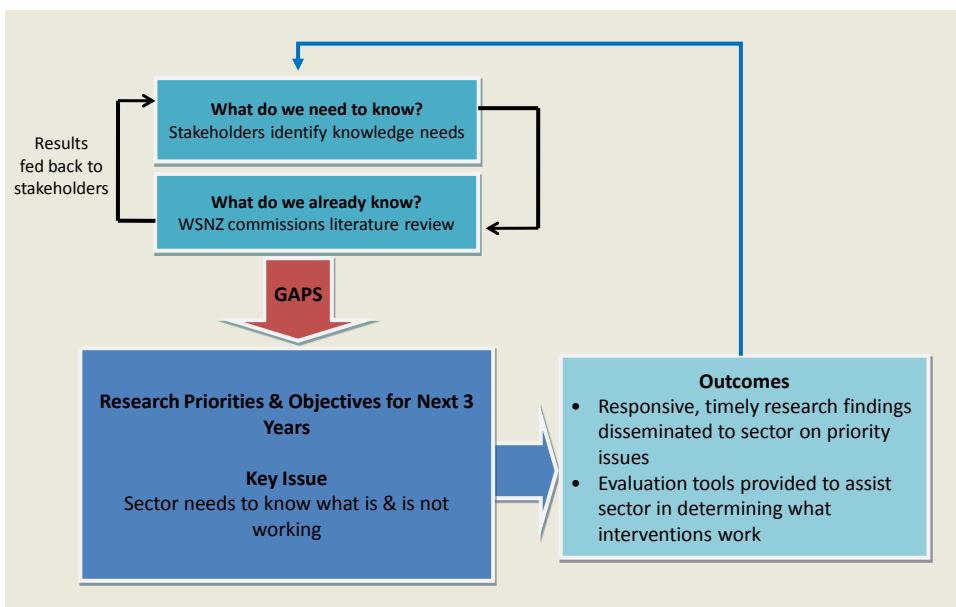 What do we need to know?
Stakeholders identify knowledge needs
Results
fed back to
stakeholders
What do we already know?
WSNZ commissions literature review
GAPS
Research Priorities & Objectives for Next 3
Years
Key Issue
Sector needs to know what is & is not
working
Outcomes
• Responsive, timely research findings
disseminated to sector on priority
issues
• Evaluation tools provided to assist
sector in determining what
interventions work